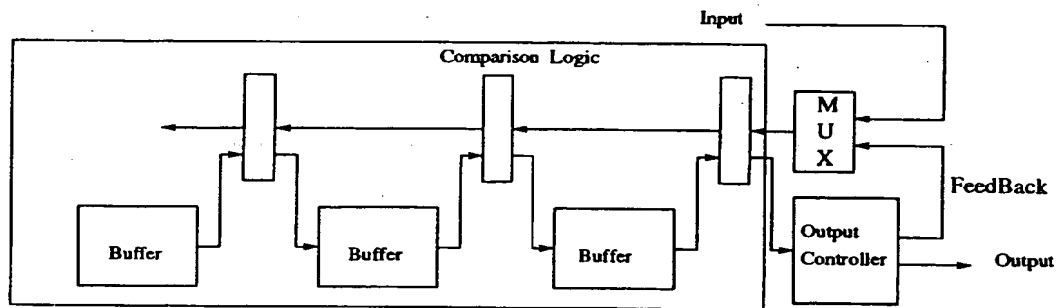 Input
Comparison Logic
M
U
X
FeedBack
Buffer
Buffer
Buffer
Output
Controller
Output